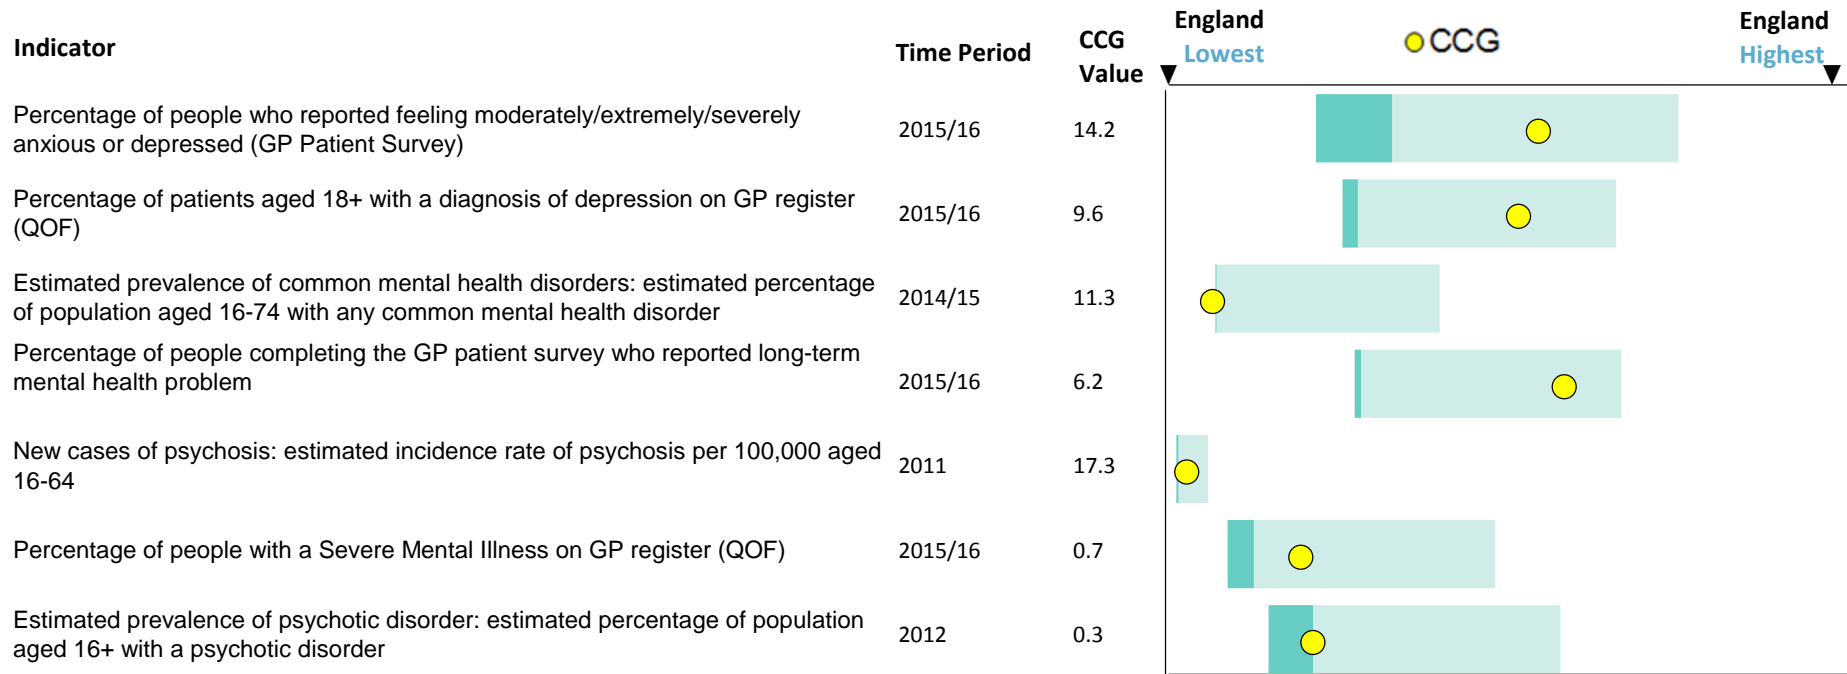 Indicator
Time Period
CCG
Value
England
Lowest
CCG
England
Highest
Percentage of people who reported feeling moderately/extremely/severely
anxious or depressed (GP Patient Survey)
2015/16
14.2
Percentage of patients aged 18+ with a diagnosis of depression on GP register
(QOF)
2015/16
9.6
Estimated prevalence of common mental health disorders: estimated percentage
of population aged 16-74 with any common mental health disorder
2014/15
11.3
Percentage of people completing the GP patient survey who reported long-term
mental health problem
2015/16
6.2
New cases of psychosis: estimated incidence rate of psychosis per 100,000 aged
16-64
2011
17.3
Percentage of people with a Severe Mental Illness on GP register (QOF)
2015/16
0.7
Estimated prevalence of psychotic disorder: estimated percentage of population
aged 16+ with a psychotic disorder
2012
0.3